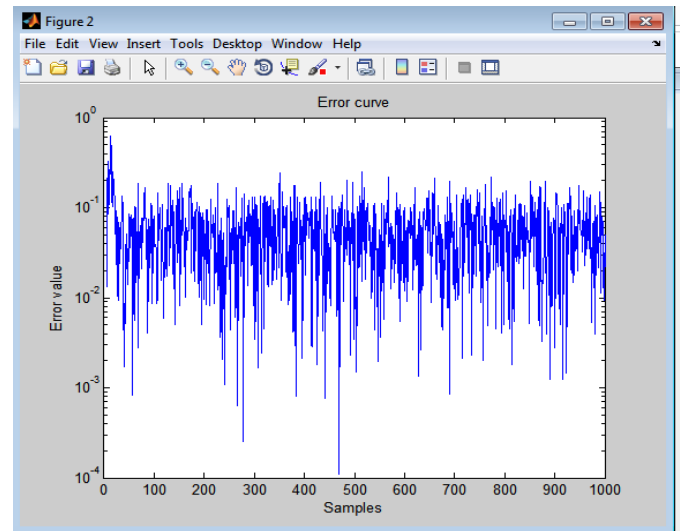 Figure 2
File Edit View Insert Tools Desktop Window Help
Error curve
10^0
10^-1
10^-2
10^-3
10^-4
Error value
0 100 200 300 400 500 600 700 800 900 1000
Samples